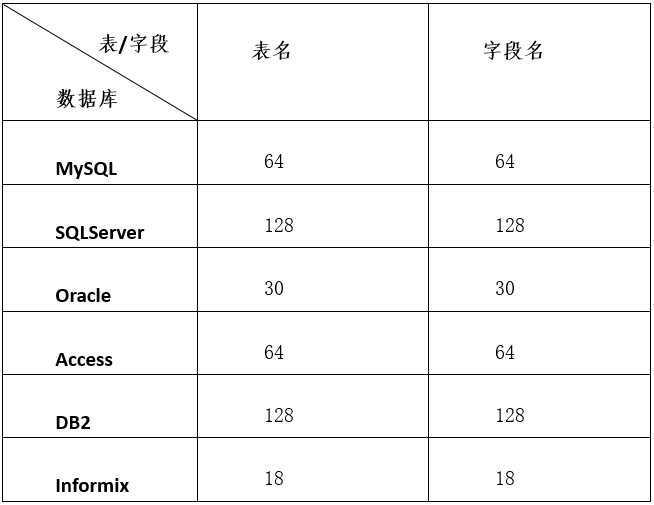 表/字段
数据库
表名
字段名
MySQL
64
64
SQLServer
128
128
Oracle
30
30
Access
64
64
DB2
128
128
Informix
18
18